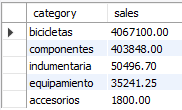 category sales
bicicletas 4067100.00
componentes 403848.00
indumentaria 50496.70
equipamiento 35241.25
accesorios 1800.00